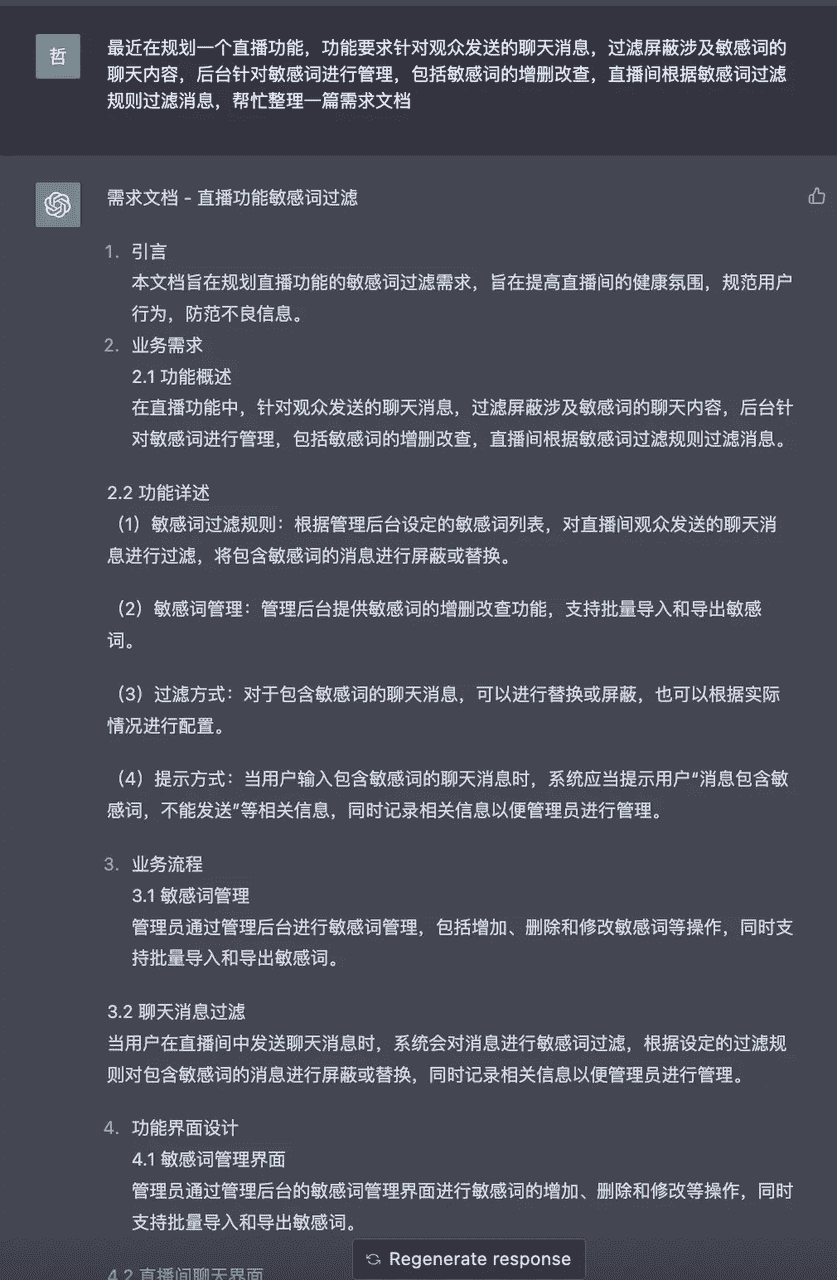 哲
最近在规划一个直播功能，功能要求针对观众发送的聊天消息，过滤屏蔽涉及敏感词的
聊天内容，后台针对敏感词进行管理，包括敏感词的增删改查，直播间根据敏感词过滤
规则过滤消息，帮忙整理一篇需求文档
需求文档 - 直播功能敏感词过滤
1. 引言
本文档旨在规划直播功能的敏感词过滤需求，旨在提高直播间的健康氛围，规范用户
行为，防范不良信息。
2. 业务需求
2.1 功能概述
在直播功能中，针对观众发送的聊天消息，过滤屏蔽涉及敏感词的聊天内容，后台针
对敏感词进行管理，包括敏感词的增删改查，直播间根据敏感词过滤规则过滤消息。
2.2 功能详述
（1）敏感词过滤规则：根据管理后台设定的敏感词列表，对直播间观众发送的聊天消
息进行过滤，将包含敏感词的消息进行屏蔽或替换。
（2）敏感词管理：管理后台提供敏感词的增删改查功能，支持批量导入和导出敏感
词。
（3）过滤方式：对于包含敏感词的聊天消息，可以进行替换或屏蔽，也可以根据实际
情况进行配置。
（4）提示方式：当用户输入包含敏感词的聊天消息时，系统应当提示用户“消息包含敏
感词，不能发送”等相关信息，同时记录相关信息以便管理员进行管理。
3. 业务流程
3.1 敏感词管理
管理员通过管理后台进行敏感词管理，包括增加、删除和修改敏感词等操作，同时支
持批量导入和导出敏感词。
3.2 聊天消息过滤
当用户在直播间中发送聊天消息时，系统会对消息进行敏感词过滤，根据设定的过滤规
则对包含敏感词的消息进行屏蔽或替换，同时记录相关信息以便管理员进行管理。
4. 功能界面设计
4.1 敏感词管理界面
管理员通过管理后台的敏感词管理界面进行敏感词的增加、删除和修改等操作，同时
支持批量导入和导出敏感词。
4.2 直播间聊天界面
Regenerate response